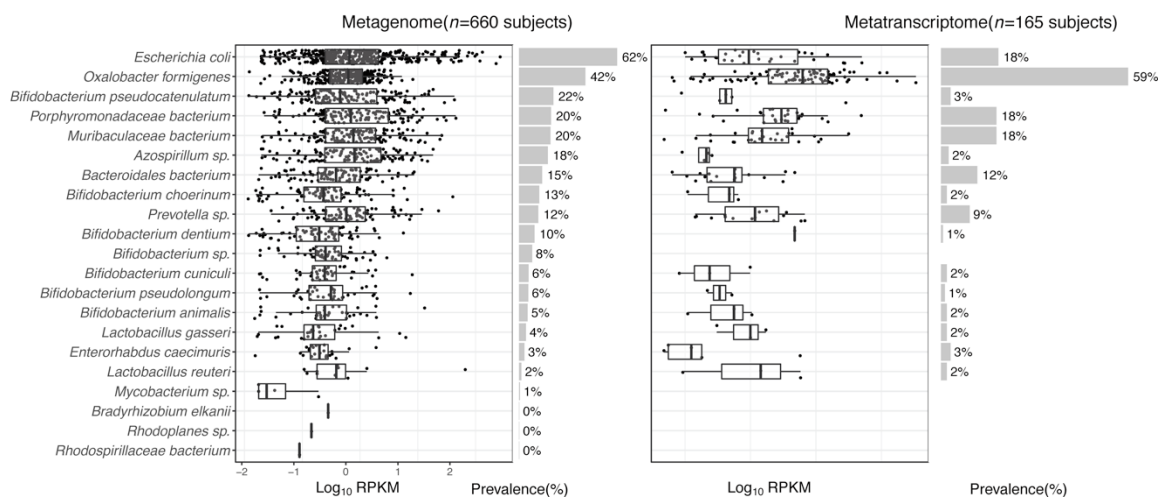 Metagenome(n=660 subjects) Metatranscriptome(n=165 subjects)
Escherichia coli 62% 18%
Oxalobacter formigenes 42% 59%
Bifidobacterium pseudocatenulatum 22% 3%
Porphyromonadaceae bacterium 20% 18%
Muribaculaceae bacterium 20% 18%
Azospirillum sp. 18% 2%
Bacteroidales bacterium 15% 12%
Bifidobacterium choerinum 13% 2%
Prevotella sp. 12% 9%
Bifidobacterium dentium 10% 1%
Bifidobacterium sp. 8%
Bifidobacterium cuniculi 6% 2%
Bifidobacterium pseudolongum 6% 1%
Bifidobacterium animalis 5% 2%
Lactobacillus gasseri 4% 2%
Enterorhabdus caecimuris 3% 3%
Lactobacillus reuteri 2% 2%
Mycobacterium sp. 1%
Bradyrhizobium elkanii 0%
Rhodoplanes sp. 0%
Rhodospirillaceae bacterium 0%
−2 −1 0 1 2
Log₁₀ RPKM Prevalence(%) Log₁₀ RPKM Prevalence(%)